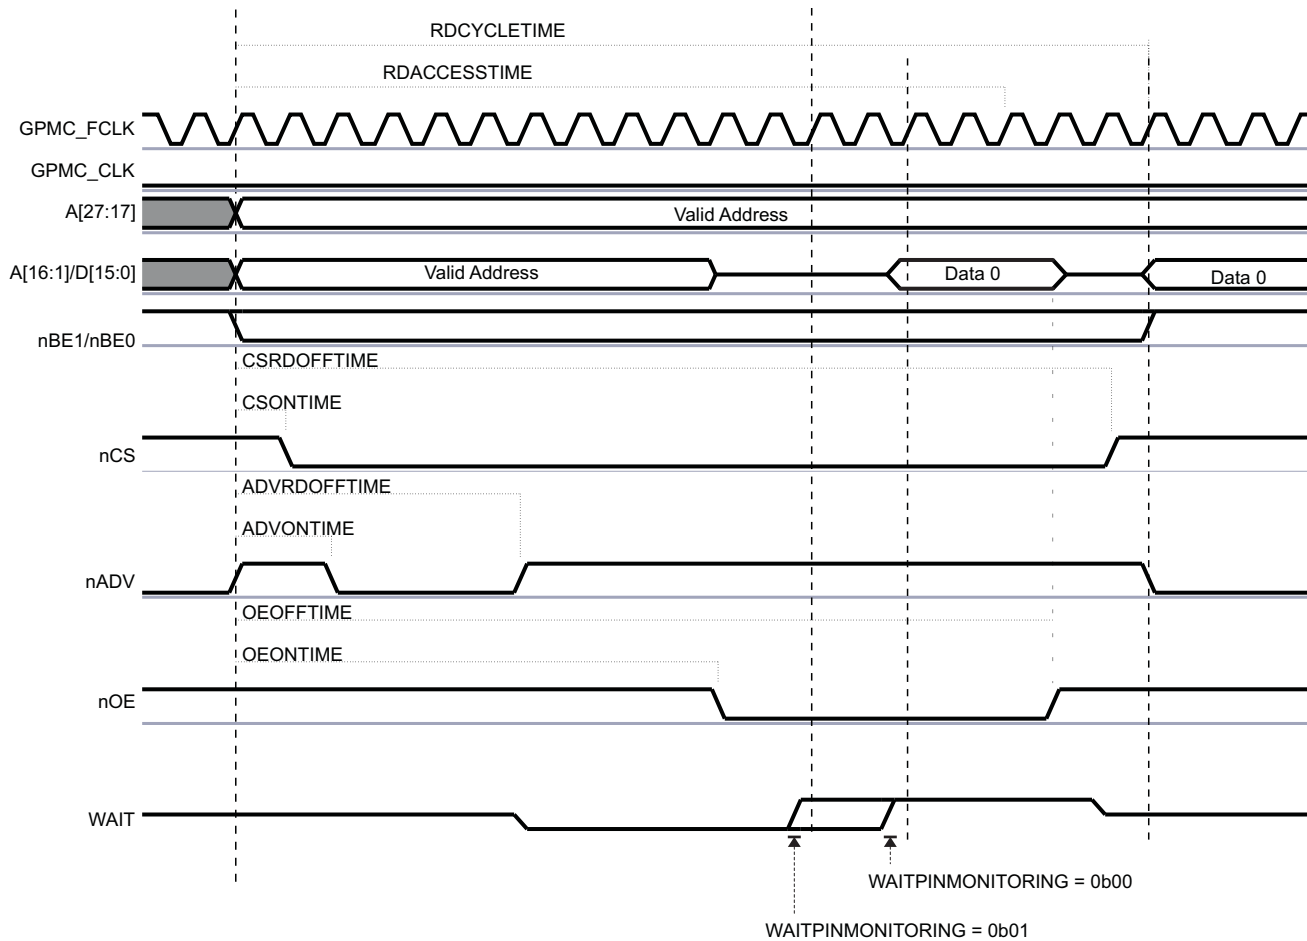 RDCYCLETIME
RDACCESSTIME
GPMC_FCLK
GPMC_CLK
A[27:17]
Valid Address
A[16:1]/D[15:0]
Valid Address
Data 0
Data 0
nBE1/nBE0
CSRDOFFTIME
CSONTIME
nCS
ADVRDOFFTIME
ADVONTIME
nADV
OEOFFTIME
OEONTIME
nOE
WAIT
WAITPINMONITORING = 0b00
WAITPINMONITORING = 0b01